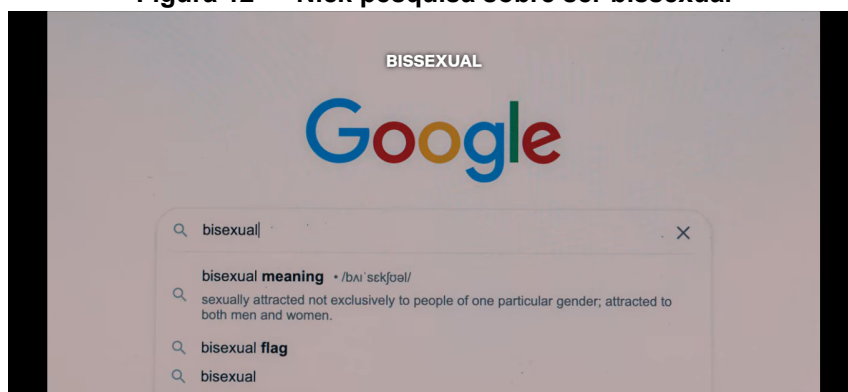 Figura 12 — Nick pesquisa sobre ser bissexual
BISSEXUAL
Google
bisexual
bisexual meaning • /bʌɪˈsɛkʃʊəl/
sexually attracted not exclusively to people of one particular gender; attracted to
both men and women.
bisexual flag
bisexual